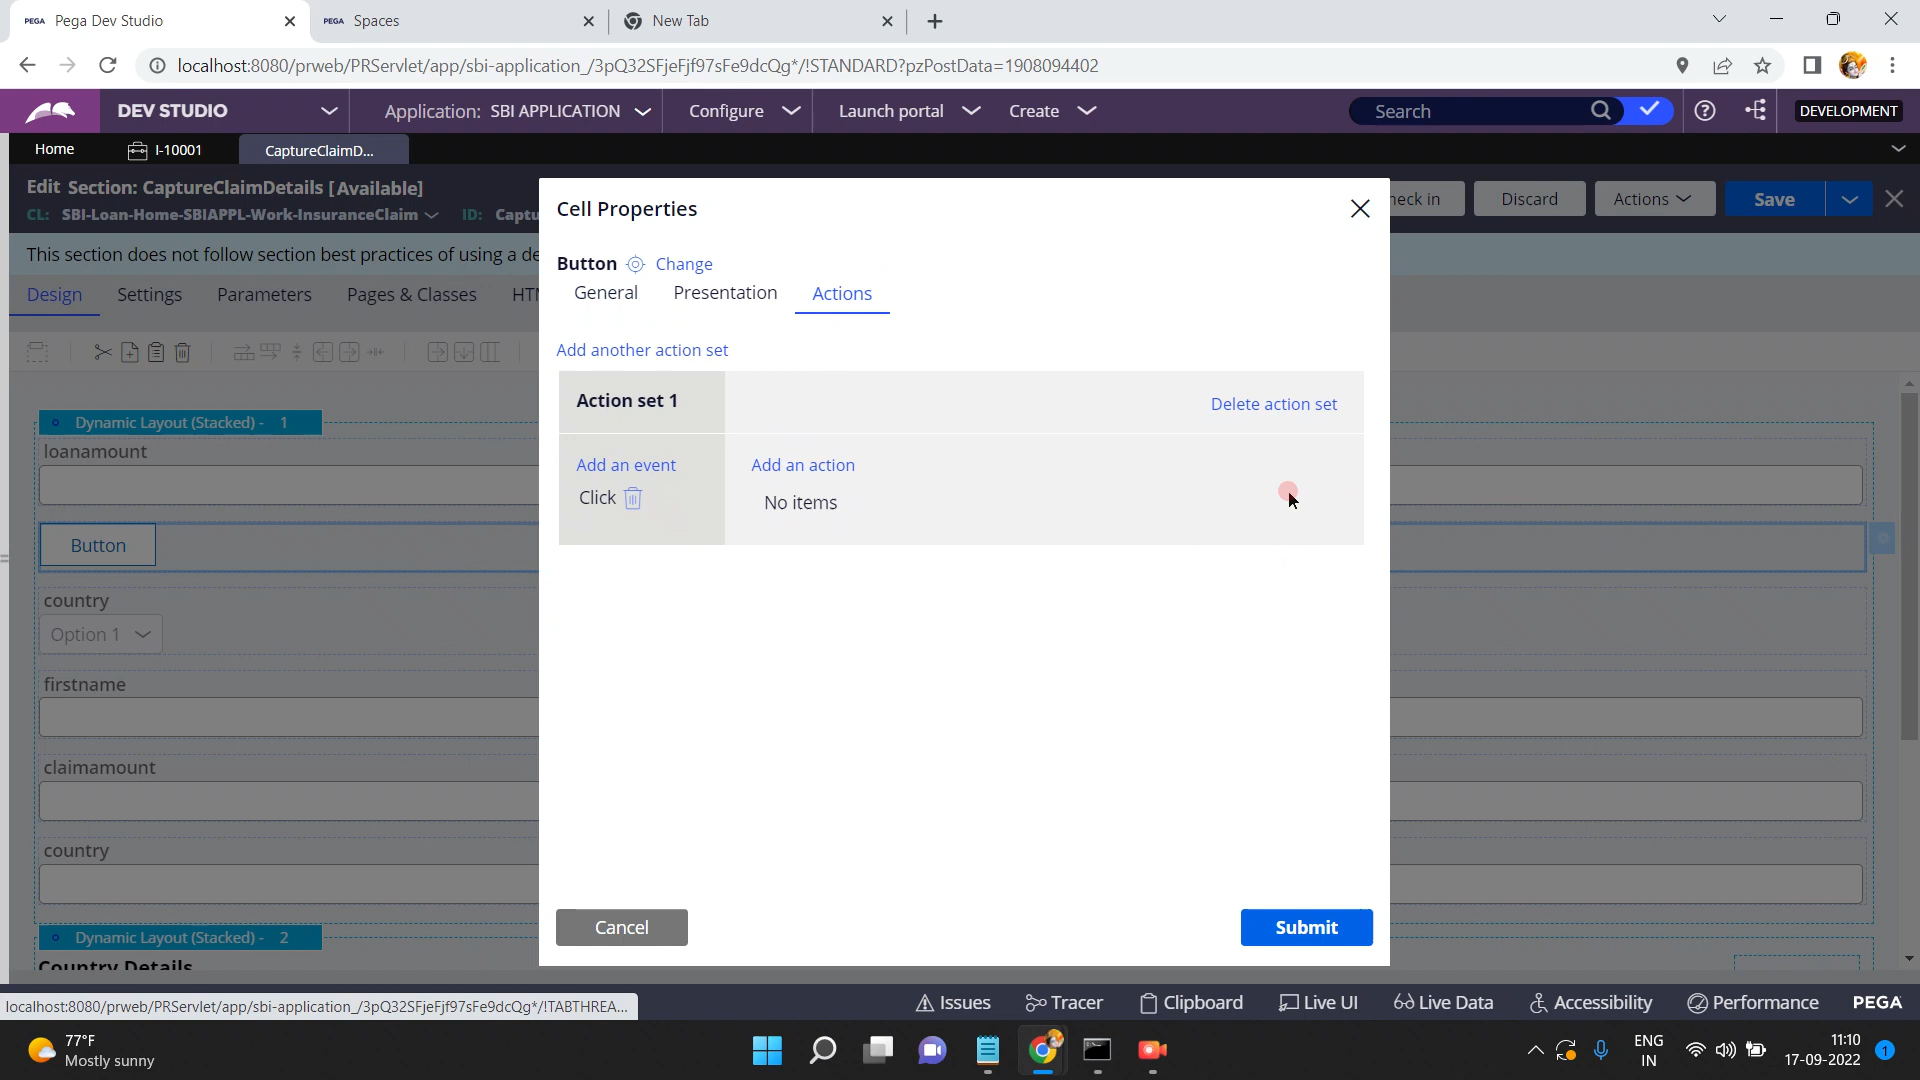 PEGA Pega Dev Studio
PEGA Spaces
New Tab
localhost:8080/prweb/PRServlet/app/sbi-application_/3pQ32SFjeFjf97sFe9dcQg*/!STANDARD?pzPostData=1908094402
DEV STUDIO
Application: SBI APPLICATION
Configure
Launch portal
Create
Search
DEVELOPMENT
Home
I-10001
CaptureClaimD...
Edit Section: CaptureClaimDetails [Available]
CL: SBI-Loan-Home-SBIAPPL-Work-InsuranceClaim ID: Captu
Discard
Actions
Save
This section does not follow section best practices of using a de
Design
Settings
Parameters
Pages & Classes
Cell Properties
Button Change
General
Presentation
Actions
Add another action set
Action set 1
Delete action set
Add an event
Click
Add an action
No items
Cancel
Submit
Dynamic Layout (Stacked) - 1
loanamount
Button
country
Option 1
firstname
claimamount
country
Dynamic Layout (Stacked) - 2
Country Details
localhost:8080/prweb/PRServlet/app/sbi-application_/3pQ32SFjeFjf97sFe9dcQg*/!TABTHREA...
Issues
Tracer
Clipboard
Live UI
Live Data
Accessibility
Performance
PEGA
77°F
Mostly sunny
ENG
IN
11:10
17-09-2022
1